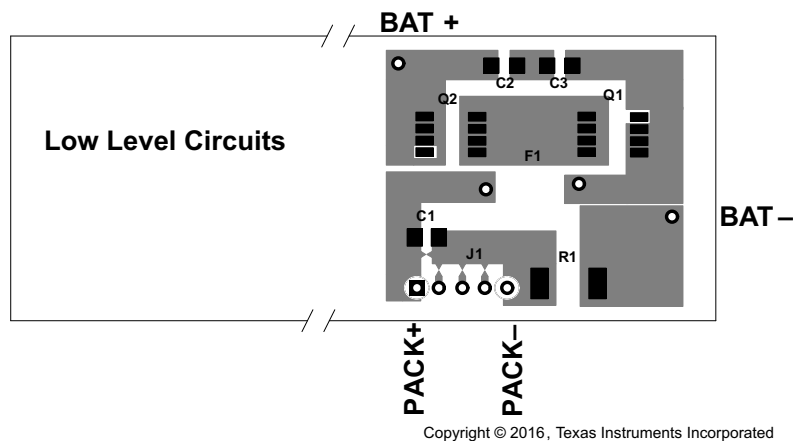 BAT +
C2 C3
Q2 Q1
Low Level Circuits
F1
C1
BAT –
J1 R1
PACK+ PACK–
Copyright © 2016, Texas Instruments Incorporated